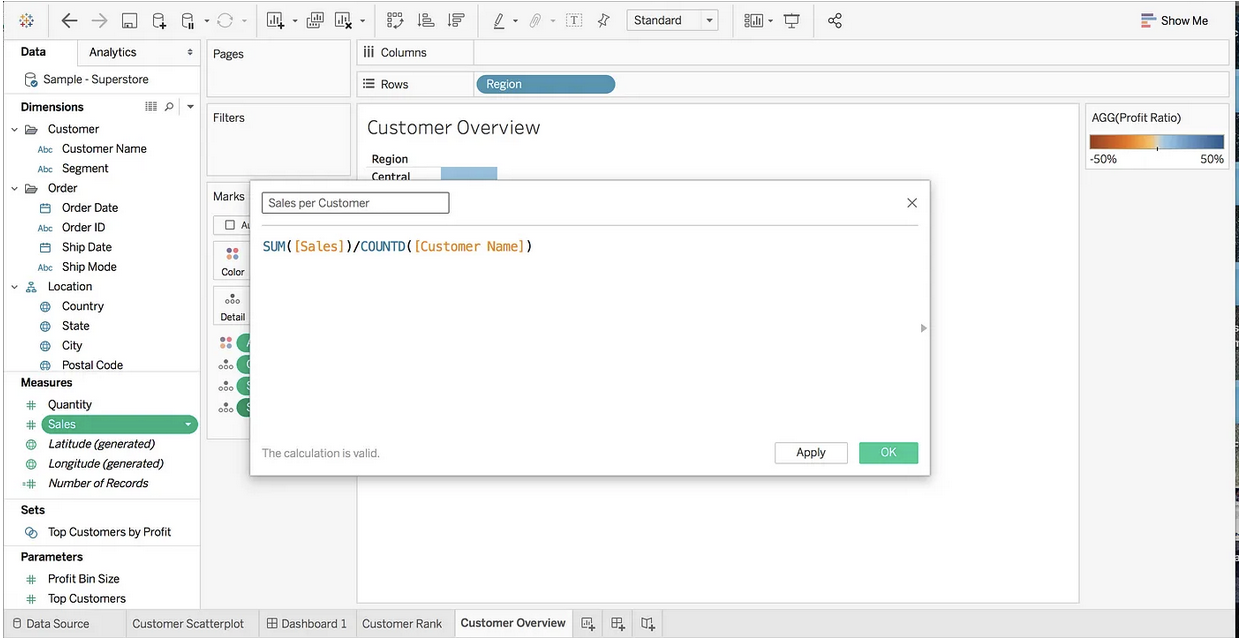 Standard
Show Me
Data
Analytics
Sample - Superstore
Dimensions
Customer
Abc Customer Name
Abc Segment
Order
Order Date
Abc Order ID
Ship Date
Abc Ship Mode
Location
Country
State
City
Postal Code
Measures
Quantity
Sales
Latitude (generated)
Longitude (generated)
Number of Records
Sets
Top Customers by Profit
Parameters
Profit Bin Size
Top Customers
Pages
Filters
Marks
Color
Detail
Columns
Rows
Region
Customer Overview
Region
Central
Sales per Customer
SUM([Sales])/COUNTD([Customer Name])
The calculation is valid.
Apply
OK
AGG(Profit Ratio)
-50% 50%
Data Source
Customer Scatterplot
Dashboard 1
Customer Rank
Customer Overview